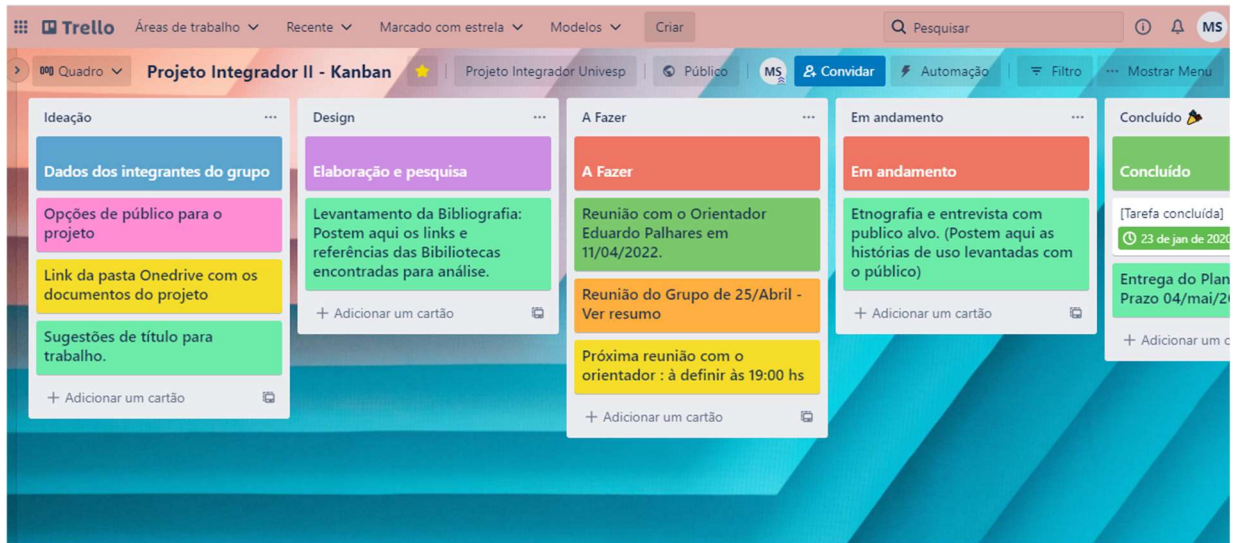 Trello Áreas de trabalho Recente Marcado com estrela Modelos Criar Pesquisar MS
Quadro Projeto Integrador II - Kanban Projeto Integrador Univesp Público MS Convidar Automação Filtro ··· Mostrar Menu
Ideação ···
Dados dos integrantes do grupo
Opções de público para o
projeto
Link da pasta Onedrive com os
documentos do projeto
Sugestões de título para
trabalho.
+ Adicionar um cartão
Design ···
Elaboração e pesquisa
Levantamento da Bibliografia:
Postem aqui os links e
referências das Bibiliotecas
encontradas para análise.
+ Adicionar um cartão
A Fazer ···
A Fazer
Reunião com o Orientador
Eduardo Palhares em
11/04/2022.
Reunião do Grupo de 25/Abril -
Ver resumo
Próxima reunião com o
orientador : à definir às 19:00 hs
+ Adicionar um cartão
Em andamento ···
Em andamento
Etnografia e entrevista com
publico alvo. (Postem aqui as
histórias de uso levantadas com
o público)
+ Adicionar um cartão
Concluído
Concluído
[Tarefa concluída]
23 de jan de 2020
Entrega do Plan
Prazo 04/mai/2
+ Adicionar um c